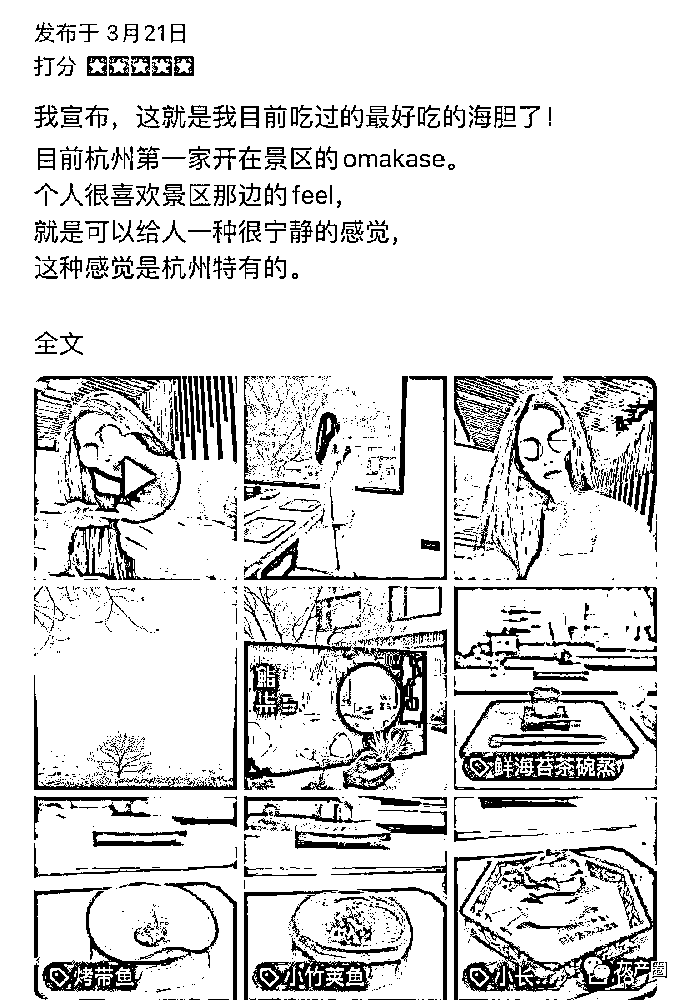 发布于 3月21日
打分
我宣布，这就是我目前吃过的最好吃的海胆了！
目前杭州第一家开在景区的omakase。
个人很喜欢景区那边的feel，
就是可以给人一种很宁静的感觉，
这种感觉是杭州特有的。
全文
鲜海苔茶碗蒸
烤带鱼
小竹荚鱼
小长